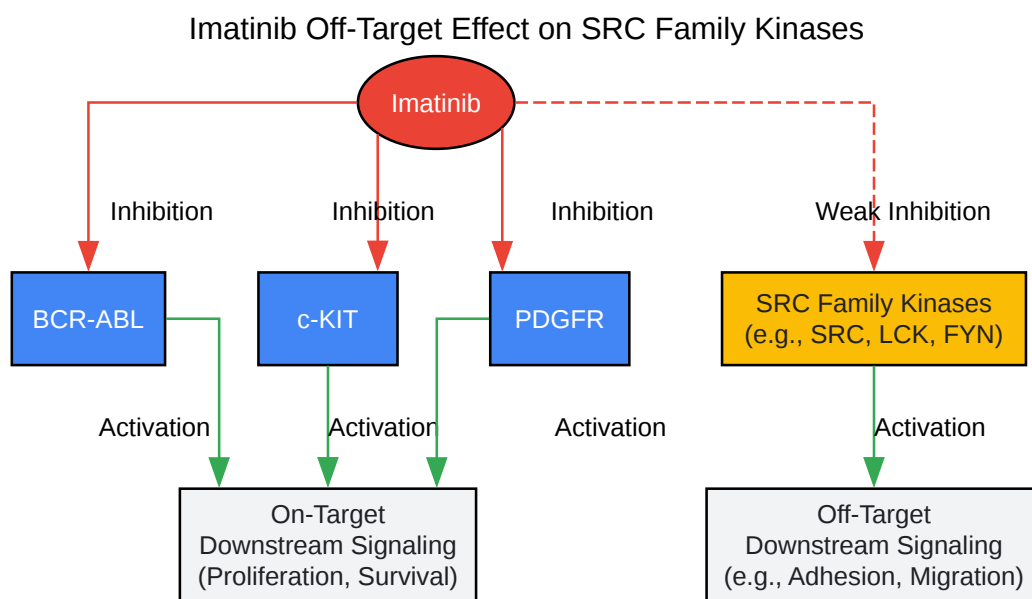 Imatinib Off-Target Effect on SRC Family Kinases
Imatinib
Inhibition
Inhibition
Inhibition
Weak Inhibition
BCR-ABL
c-KIT
PDGFR
SRC Family Kinases
(e.g., SRC, LCK, FYN)
Activation
Activation
Activation
Activation
On-Target
Downstream Signaling
(Proliferation, Survival)
Off-Target
Downstream Signaling
(e.g., Adhesion, Migration)